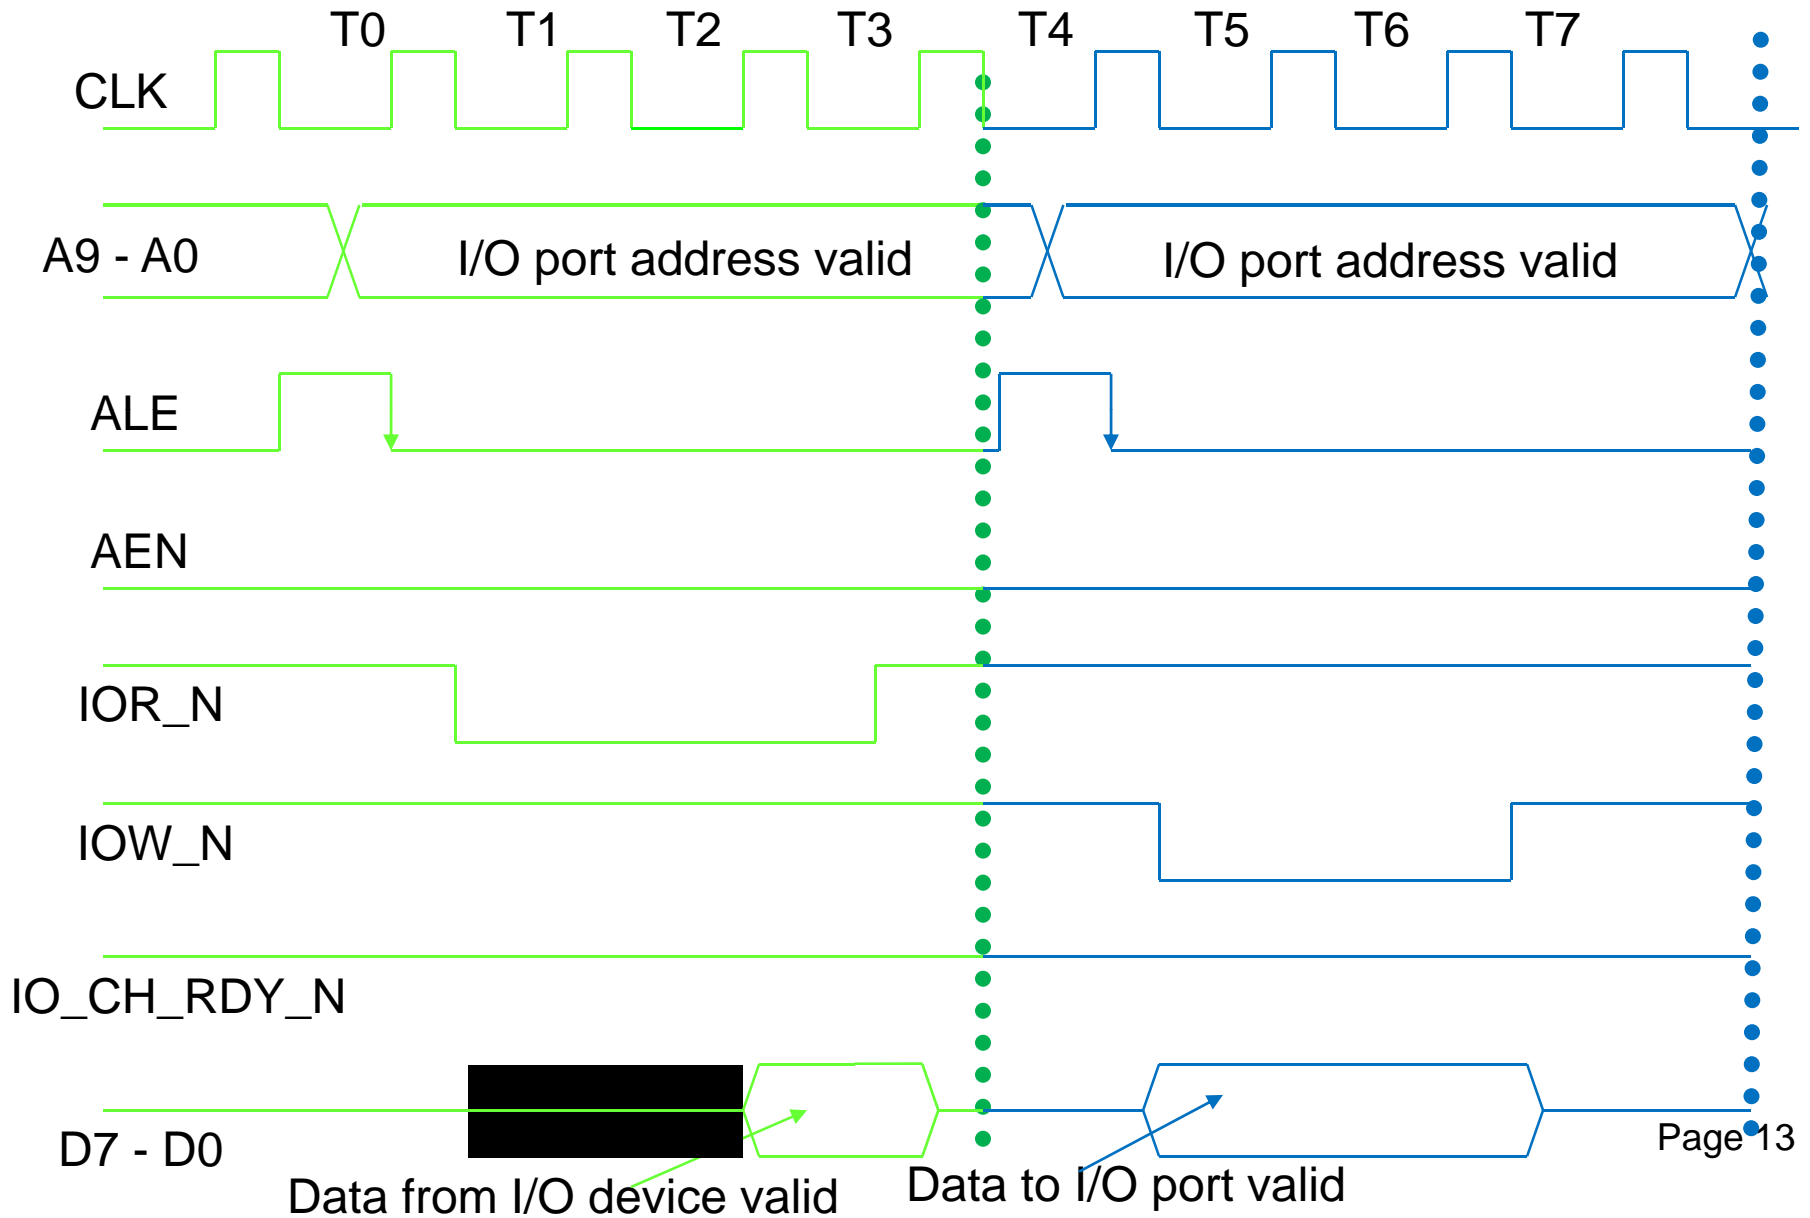 T0 T1 T2 T3 T4 T5 T6 T7
CLK
A9 - A0
I/O port address valid
I/O port address valid
ALE
AEN
IOR_N
IOW_N
IO_CH_RDY_N
D7 - D0
Page 13
Data from I/O device valid
Data to I/O port valid